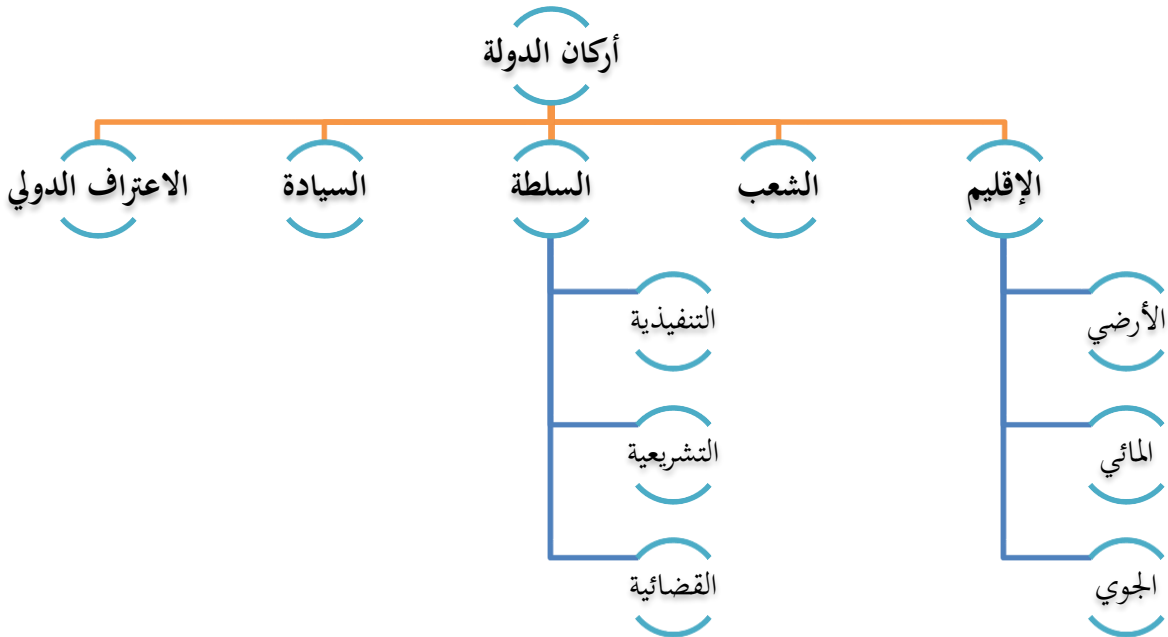 أركان الدولة
الإقليم
الشعب
السلطة
السيادة
الاعتراف الدولي
الأرضي
المائي
الجوي
التنفيذية
التشريعية
القضائية